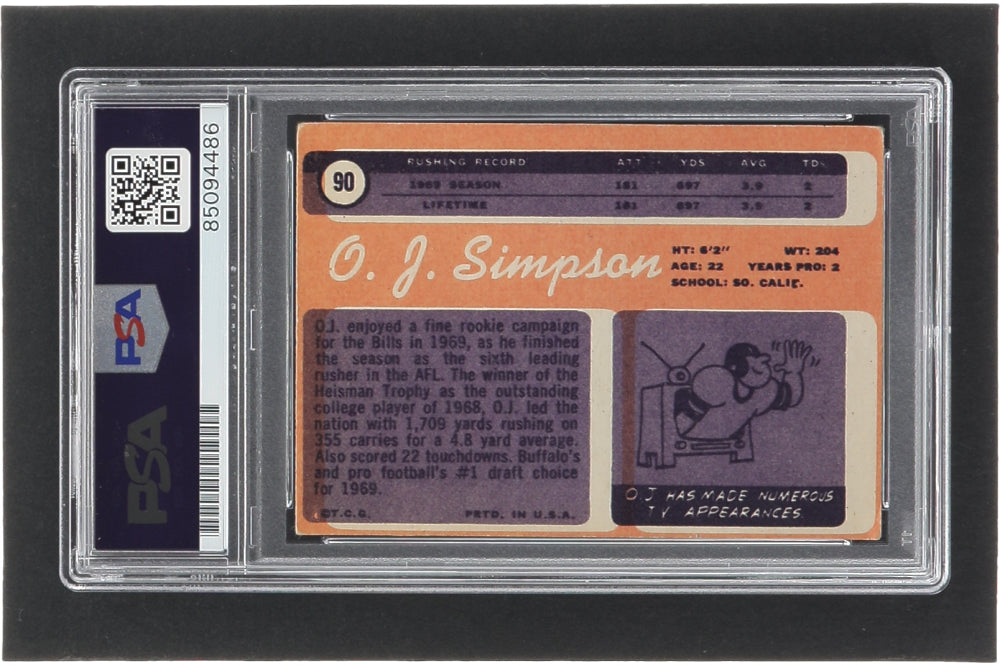 85094486
PSA
PSA
90
RUSHING RECORD ATT YDS AVG TD
1969 SEASON 181 697 3.9 2
LIFETIME 181 697 3.9 2
O. J. Simpson
HT: 6'2" WT: 204
AGE: 22 YEARS PRO: 2
SCHOOL: SO. CALIF.
O.J. enjoyed a fine rookie campaign
for the Bills in 1969, as he finished
the season as the sixth leading
rusher in the AFL. The winner of the
Heisman Trophy as the outstanding
college player of 1968, O.J. led the
nation with 1,709 yards rushing on
355 carries for a 4.8 yard average.
Also scored 22 touchdowns. Buffalo's
and pro football's #1 draft choice
for 1969.
©T.C.G. PRTD. IN U.S.A.
O.J HAS MADE NUMEROUS
TV APPEARANCES.